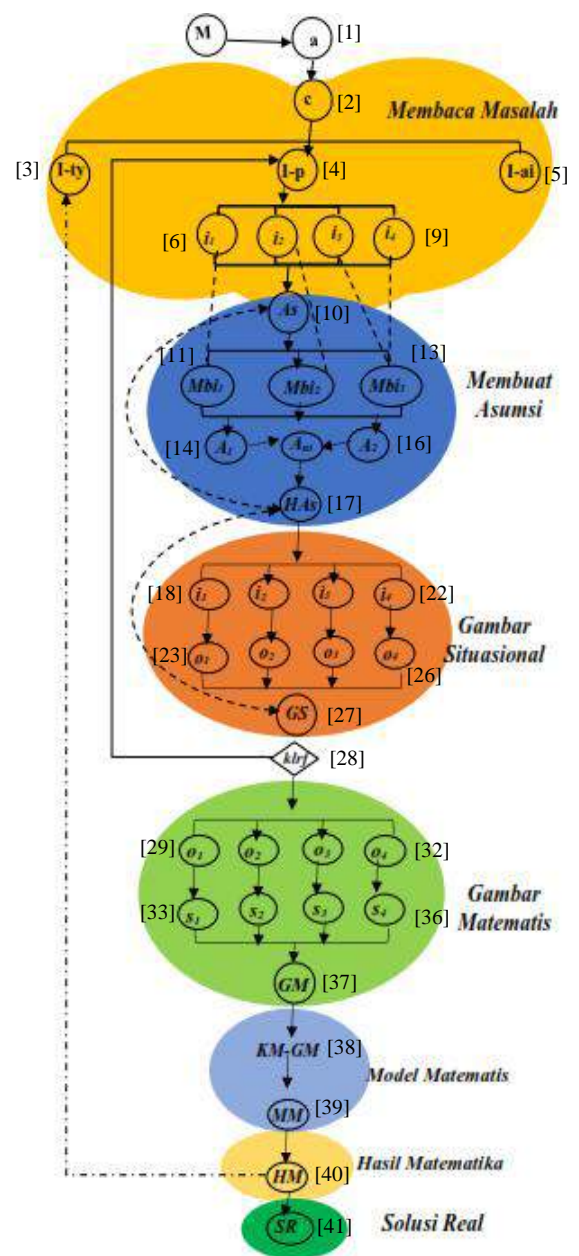 M a [1]
c [2] Membaca Masalah
[3] I-ty I-p [4] I-ai [5]
[6] i₁ i₂ i₃ i₄ [9]
As [10]
[11] [13]
Mbi₁ Mbi₂ Mbi₃ Membuat
Asumsi
[14] A₁ Am A₂ [16]
HAs [17]
[18] i₁ i₂ i₃ i₄ [22] Gambar
Situasional
[23] o₁ o₂ o₃ o₄ [26]
GS [27]
klrf [28]
[29] o₁ o₂ o₃ o₄ [32]
[33] s₁ s₂ s₃ s₄ [36] Gambar
Matematis
GM [37]
KM-GM [38]
Model Matematis
MM [39]
Hasil Matematika
HM [40]
SR [41] Solusi Real